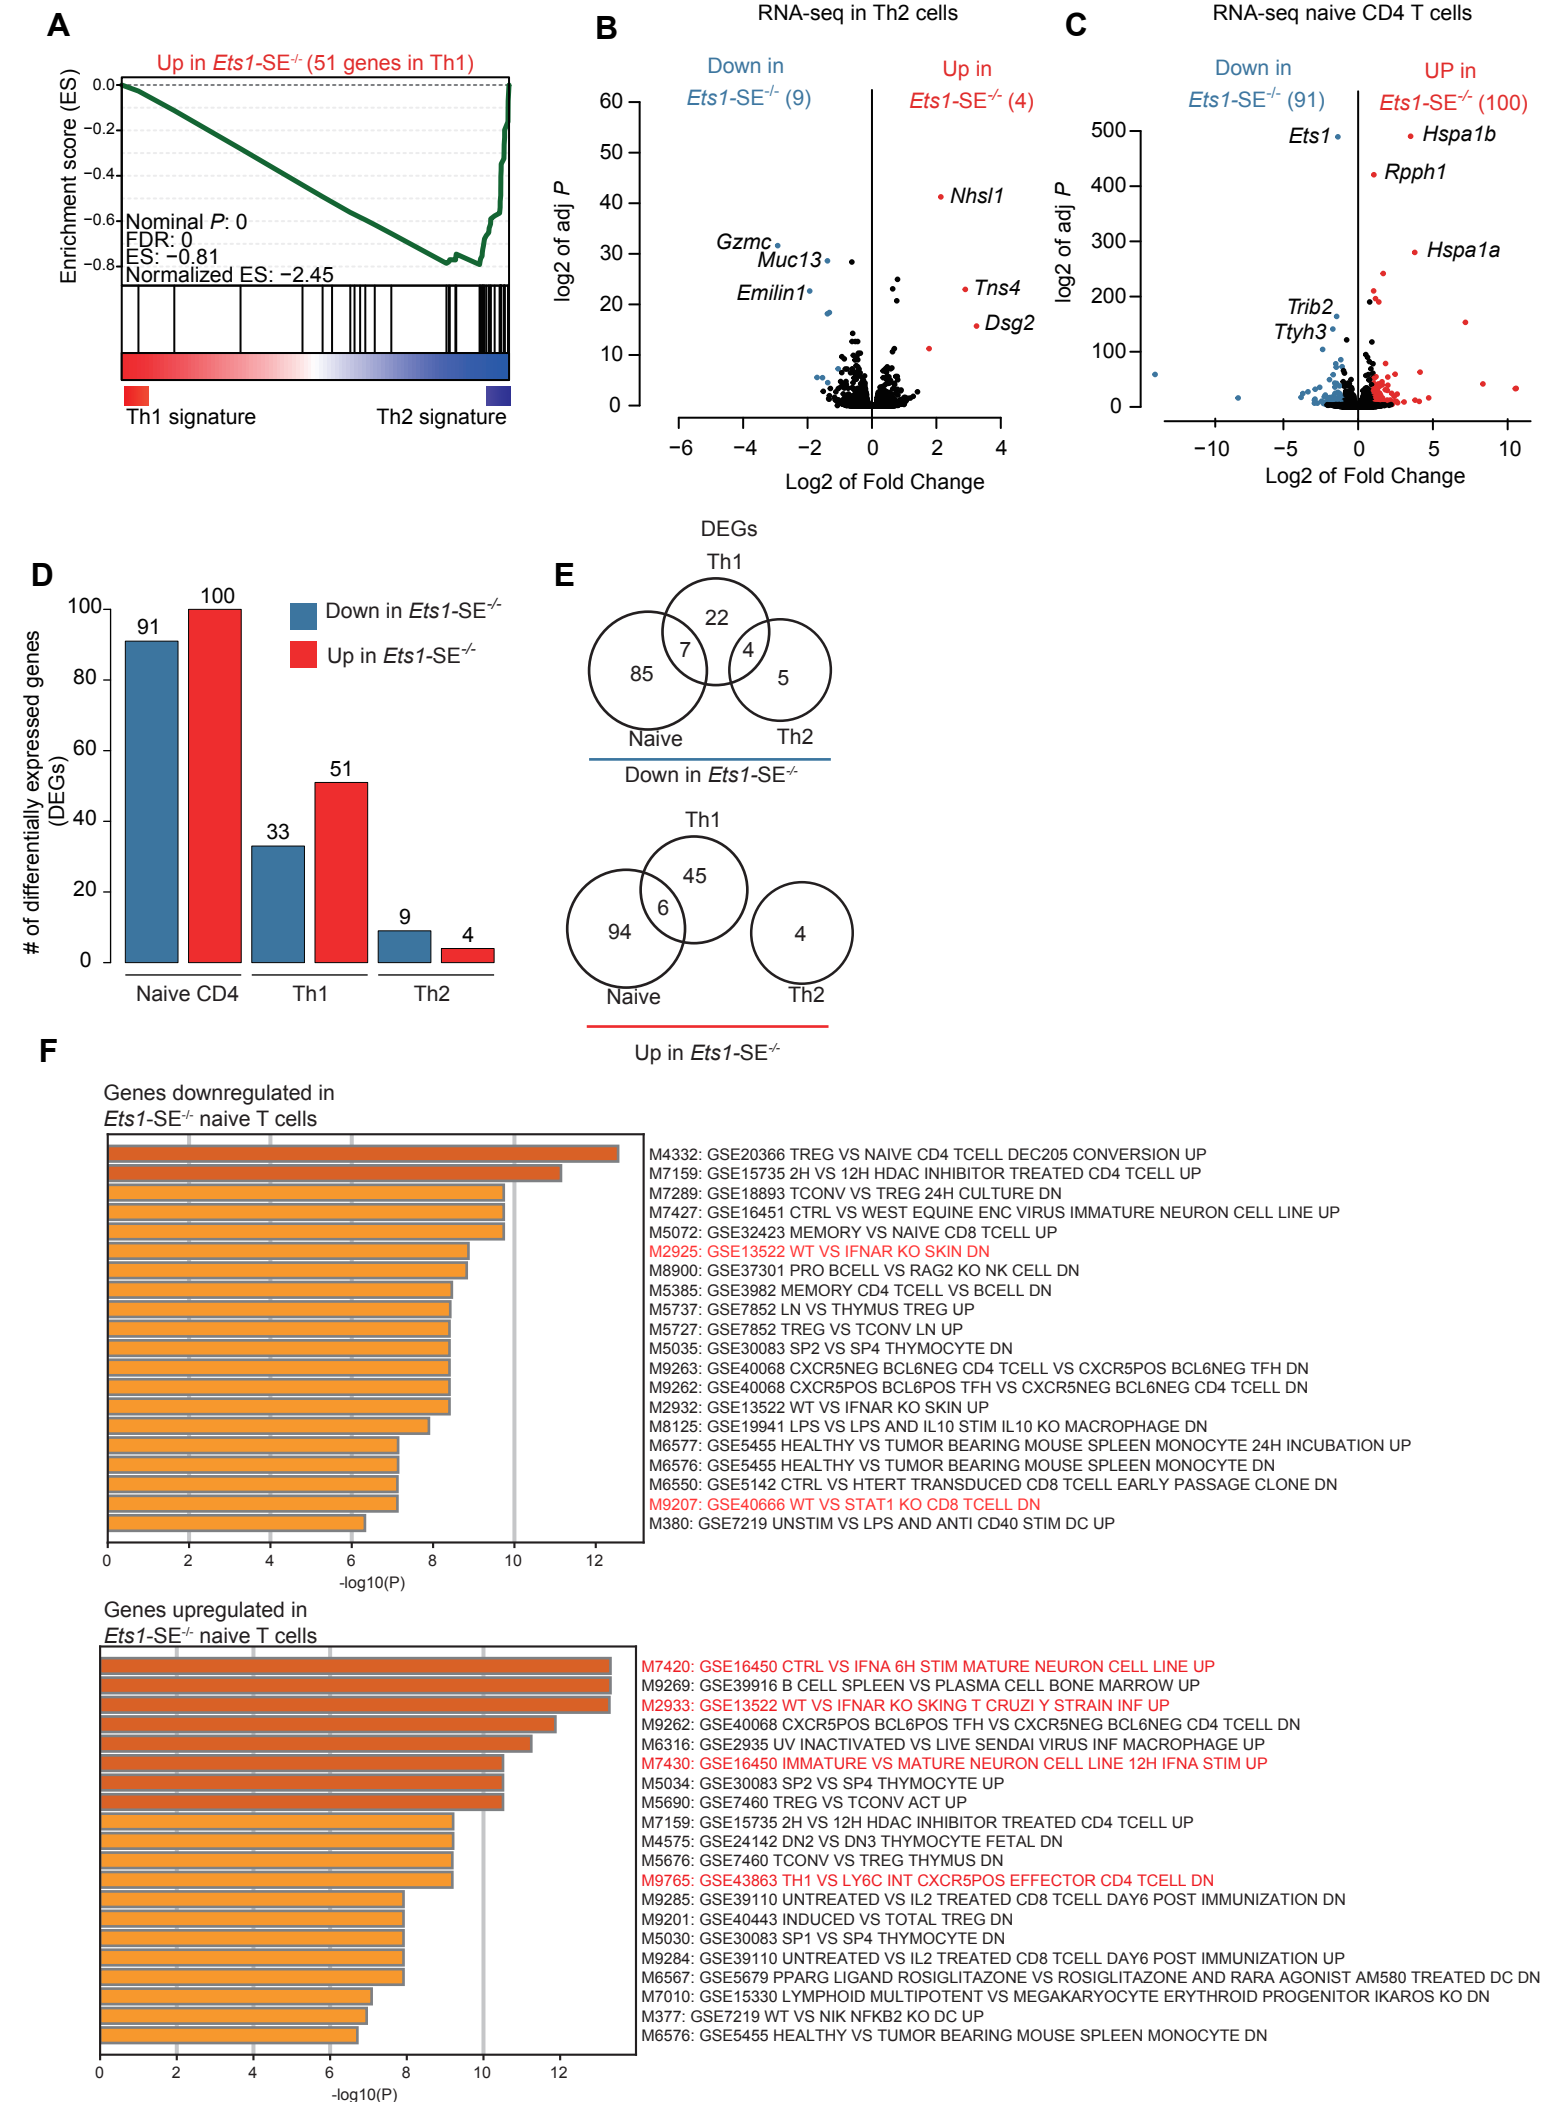 A
Up in Ets1-SE-/- (51 genes in Th1)
Enrichment score (ES)
0.0
−0.2
−0.4
−0.6
−0.8
Nominal P: 0
FDR: 0
ES: −0.81
Normalized ES: −2.45
Th1 signature
Th2 signature
B
RNA-seq in Th2 cells
Down in
Ets1-SE-/- (9)
Up in
Ets1-SE-/- (4)
log2 of adj P
60
50
40
30
20
10
0
Gzmc
Muc13
Emilin1
Nhsl1
Tns4
Dsg2
−6 −4 −2 0 2 4
Log2 of Fold Change
C
RNA-seq naive CD4 T cells
Down in
Ets1-SE-/- (91)
UP in
Ets1-SE-/- (100)
log2 of adj P
500
400
300
200
100
0
Ets1
Trib2
Ttyh3
Hspa1b
Rpph1
Hspa1a
−10 −5 0 5 10
Log2 of Fold Change
D
# of differentially expressed genes
(DEGs)
100
80
60
40
20
0
91
100
33
51
9
4
Down in Ets1-SE-/-
Up in Ets1-SE-/-
Naive CD4 Th1 Th2
E
DEGs
Th1
22
7
4
85
5
Naive
Th2
Down in Ets1-SE-/-
Th1
45
6
94
4
Naive
Th2
Up in Ets1-SE-/-
F
Genes downregulated in
Ets1-SE-/- naive T cells
M4332: GSE20366 TREG VS NAIVE CD4 TCELL DEC205 CONVERSION UP
M7159: GSE15735 2H VS 12H HDAC INHIBITOR TREATED CD4 TCELL UP
M7289: GSE18893 TCONV VS TREG 24H CULTURE DN
M7427: GSE16451 CTRL VS WEST EQUINE ENC VIRUS IMMATURE NEURON CELL LINE UP
M5072: GSE32423 MEMORY VS NAIVE CD8 TCELL UP
M2925: GSE13522 WT VS IFNAR KO SKIN DN
M8900: GSE37301 PRO BCELL VS RAG2 KO NK CELL DN
M5385: GSE3982 MEMORY CD4 TCELL VS BCELL DN
M5737: GSE7852 LN VS THYMUS TREG UP
M5727: GSE7852 TREG VS TCONV LN UP
M5035: GSE30083 SP2 VS SP4 THYMOCYTE DN
M9263: GSE40068 CXCR5NEG BCL6NEG CD4 TCELL VS CXCR5POS BCL6NEG TFH DN
M9262: GSE40068 CXCR5POS BCL6POS TFH VS CXCR5NEG BCL6NEG CD4 TCELL DN
M2932: GSE13522 WT VS IFNAR KO SKIN UP
M8125: GSE19941 LPS VS LPS AND IL10 STIM IL10 KO MACROPHAGE DN
M6577: GSE5455 HEALTHY VS TUMOR BEARING MOUSE SPLEEN MONOCYTE 24H INCUBATION UP
M6576: GSE5455 HEALTHY VS TUMOR BEARING MOUSE SPLEEN MONOCYTE DN
M6550: GSE5142 CTRL VS HTERT TRANSDUCED CD8 TCELL EARLY PASSAGE CLONE DN
M9207: GSE40666 WT VS STAT1 KO CD8 TCELL DN
M380: GSE7219 UNSTIM VS LPS AND ANTI CD40 STIM DC UP
0 2 4 6 8 10 12
-log10(P)
Genes upregulated in
Ets1-SE-/- naive T cells
M7420: GSE16450 CTRL VS IFNA 6H STIM MATURE NEURON CELL LINE UP
M9269: GSE39916 B CELL SPLEEN VS PLASMA CELL BONE MARROW UP
M2933: GSE13522 WT VS IFNAR KO SKING T CRUZI Y STRAIN INF UP
M9262: GSE40068 CXCR5POS BCL6POS TFH VS CXCR5NEG BCL6NEG CD4 TCELL DN
M6316: GSE2935 UV INACTIVATED VS LIVE SENDAI VIRUS INF MACROPHAGE UP
M7430: GSE16450 IMMATURE VS MATURE NEURON CELL LINE 12H IFNA STIM UP
M5034: GSE30083 SP2 VS SP4 THYMOCYTE UP
M5690: GSE7460 TREG VS TCONV ACT UP
M7159: GSE15735 2H VS 12H HDAC INHIBITOR TREATED CD4 TCELL UP
M4575: GSE24142 DN2 VS DN3 THYMOCYTE FETAL DN
M5676: GSE7460 TCONV VS TREG THYMUS DN
M9765: GSE43863 TH1 VS LY6C INT CXCR5POS EFFECTOR CD4 TCELL DN
M9285: GSE39110 UNTREATED VS IL2 TREATED CD8 TCELL DAY6 POST IMMUNIZATION DN
M9201: GSE40443 INDUCED VS TOTAL TREG DN
M5030: GSE30083 SP1 VS SP4 THYMOCYTE DN
M9284: GSE39110 UNTREATED VS IL2 TREATED CD8 TCELL DAY6 POST IMMUNIZATION UP
M6567: GSE5679 PPARG LIGAND ROSIGLITAZONE VS ROSIGLITAZONE AND RARA AGONIST AM580 TREATED DC DN
M7010: GSE15330 LYMPHOID MULTIPOTENT VS MEGAKARYOCYTE ERYTHROID PROGENITOR IKAROS KO DN
M377: GSE7219 WT VS NIK NFKB2 KO DC UP
M6576: GSE5455 HEALTHY VS TUMOR BEARING MOUSE SPLEEN MONOCYTE DN
0 2 4 6 8 10 12
-log10(P)